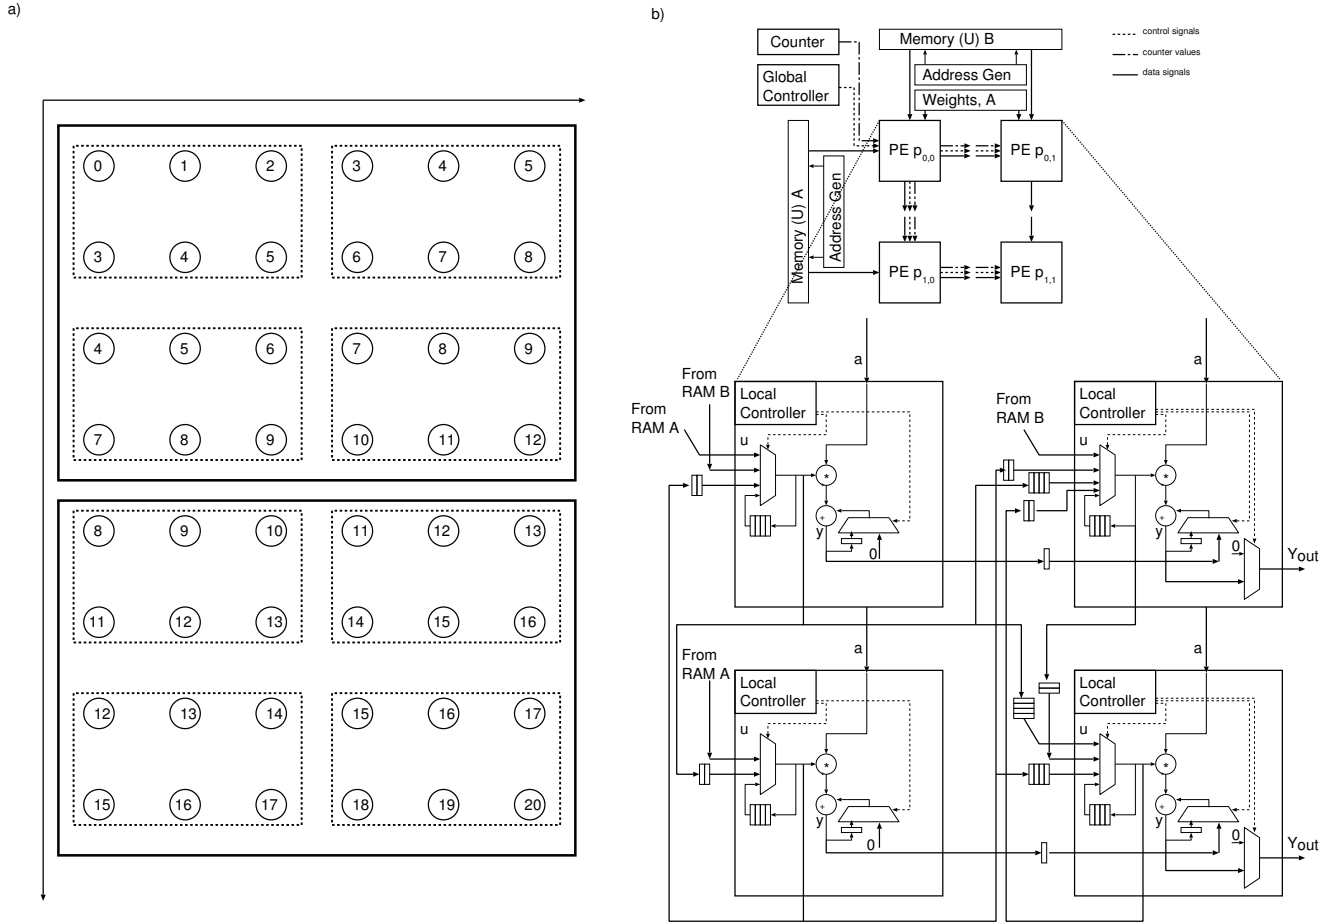 a)
0 1 2 3 4 5
3 4 5 6 7 8
4 5 6 7 8 9
7 8 9 10 11 12
8 9 10 11 12 13
11 12 13 14 15 16
12 13 14 15 16 17
15 16 17 18 19 20
b)
Counter
Memory (U) B
control signals
counter values
data signals
Global
Controller
Address Gen
Weights, A
Memory (U) A
Address Gen
PE p0,0
PE p0,1
PE p1,0
PE p1,1
a
a
From
RAM B
From
RAM A
Local
Controller
u
*
+
y
0
From
RAM B
Local
Controller
u
*
+
y
0
Yout
a
a
From
RAM A
Local
Controller
u
*
+
y
0
Local
Controller
u
*
+
y
0
Yout